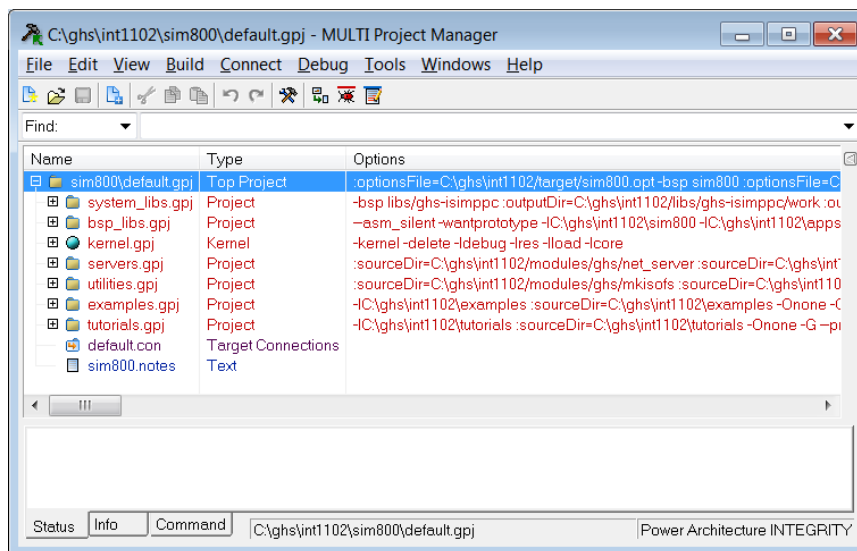 C:\ghs\int1102\sim800\default.gpj - MULTI Project Manager
File Edit View Build Connect Debug Tools Windows Help
Find:
Name Type Options
sim800\default.gpj Top Project :optionsFile=C:\ghs\int1102/target/sim800.opt -bsp sim800 :optionsFile=C
system_libs.gpj Project -bsp libs/ghs-isimppc :outputDir=C:\ghs\int1102/libs/ghs-isimppc/work :ou
bsp_libs.gpj Project --asm_silent -wantprototype -IC:\ghs\int1102\sim800 -IC:\ghs\int1102\apps
kernel.gpj Kernel -kernel -delete -ldebug -lres -lload -lcore
servers.gpj Project :sourceDir=C:\ghs\int1102/modules/ghs/net_server :sourceDir=C:\ghs\int
utilities.gpj Project :sourceDir=C:\ghs\int1102/modules/ghs/mkisofs :sourceDir=C:\ghs\int110
examples.gpj Project -IC:\ghs\int1102\examples :sourceDir=C:\ghs\int1102\examples -Onone -G
tutorials.gpj Project -IC:\ghs\int1102\tutorials :sourceDir=C:\ghs\int1102\tutorials -Onone -G --pr
default.con Target Connections
sim800.notes Text
Status Info Command C:\ghs\int1102\sim800\default.gpj Power Architecture INTEGRITY